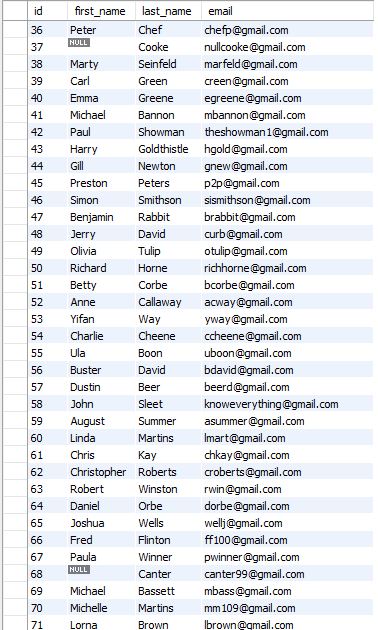 id first_name last_name email
36 Peter Chef chefp@gmail.com
37 NULL Cooke nullcooke@gmail.com
38 Marty Seinfeld marfeld@gmail.com
39 Carl Green creen@gmail.com
40 Emma Greene egreene@gmail.com
41 Michael Bannon mbannon@gmail.com
42 Paul Showman theshowman1@gmail.com
43 Harry Goldthistle hgold@gmail.com
44 Gill Newton gnew@gmail.com
45 Preston Peters p2p@gmail.com
46 Simon Smithson sismithson@gmail.com
47 Benjamin Rabbit brabbit@gmail.com
48 Jerry David curb@gmail.com
49 Olivia Tulip otulip@gmail.com
50 Richard Horne richhorne@gmail.com
51 Betty Corbe bcorbe@gmail.com
52 Anne Callaway acway@gmail.com
53 Yifan Way yway@gmail.com
54 Charlie Cheene ccheene@gmail.com
55 Ula Boon uboon@gmail.com
56 Buster David bdavid@gmail.com
57 Dustin Beer beerd@gmail.com
58 John Sleet knoweverything@gmail.com
59 August Summer asummer@gmail.com
60 Linda Martins lmart@gmail.com
61 Chris Kay chkay@gmail.com
62 Christopher Roberts croberts@gmail.com
63 Robert Winston rwin@gmail.com
64 Daniel Orbe dorbe@gmail.com
65 Joshua Wells wellj@gmail.com
66 Fred Flinton ff100@gmail.com
67 Paula Winner pwinner@gmail.com
68 NULL Canter canter99@gmail.com
69 Michael Bassett mbass@gmail.com
70 Michelle Martins mm109@gmail.com
71 Lorna Brown lbrown@gmail.com